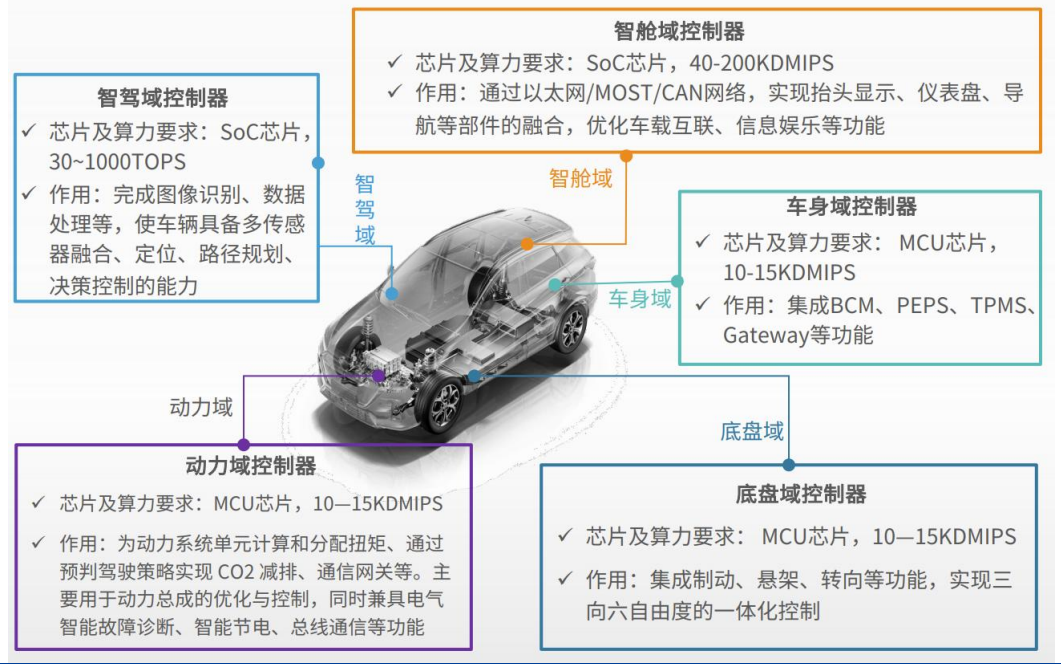 智舱域控制器
✓ 芯片及算力要求：SoC芯片，40-200KDMIPS
✓ 作用：通过以太网/MOST/CAN网络，实现抬头显示、仪表盘、导
航等部件的融合，优化车载互联、信息娱乐等功能
智驾域控制器
✓ 芯片及算力要求：SoC芯片，
30~1000TOPS
✓ 作用：完成图像识别、数据
处理等，使车辆具备多传感
器融合、定位、路径规划、
决策控制的能力
智驾域
智舱域
车身域控制器
✓ 芯片及算力要求： MCU芯片，
10-15KDMIPS
✓ 作用：集成BCM、PEPS、TPMS、
Gateway等功能
车身域
动力域
底盘域
动力域控制器
✓ 芯片及算力要求：MCU芯片，10—15KDMIPS
✓ 作用：为动力系统单元计算和分配扭矩、通过
预判驾驶策略实现 CO2 减排、通信网关等。主
要用于动力总成的优化与控制，同时兼具电气
智能故障诊断、智能节电、总线通信等功能
底盘域控制器
✓ 芯片及算力要求： MCU芯片，10—15KDMIPS
✓ 作用：集成制动、悬架、转向等功能，实现三
向六自由度的一体化控制